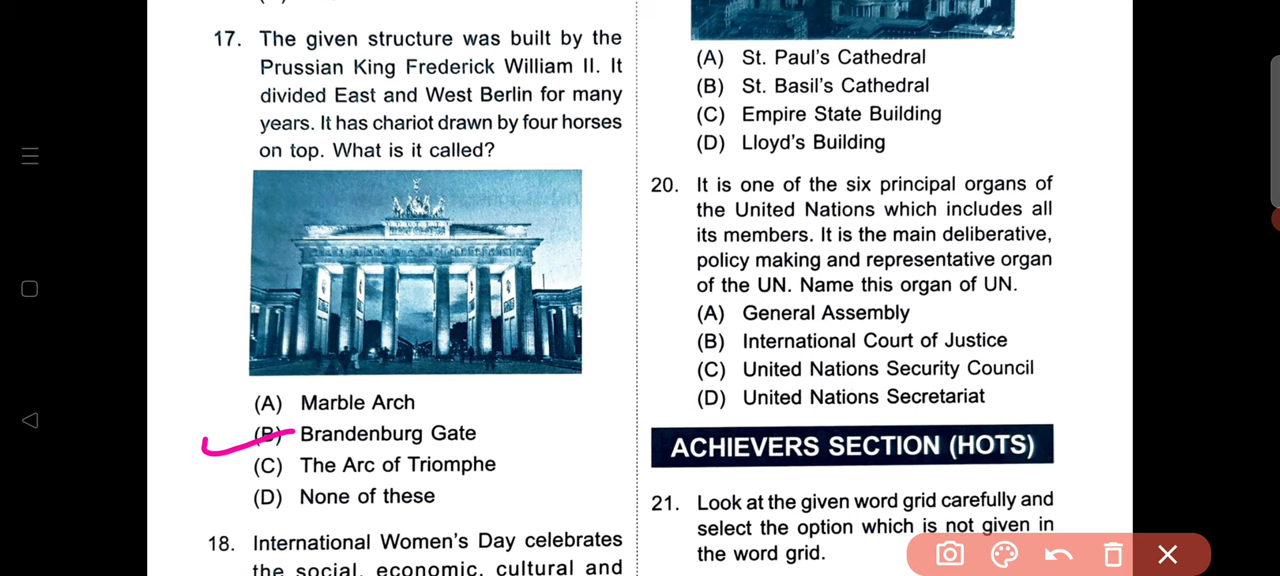 17. The given structure was built by the
Prussian King Frederick William II. It
divided East and West Berlin for many
years. It has chariot drawn by four horses
on top. What is it called?
(A) Marble Arch
(B) Brandenburg Gate
(C) The Arc of Triomphe
(D) None of these
18. International Women's Day celebrates
the social, economic, cultural and
(A) St. Paul's Cathedral
(B) St. Basil's Cathedral
(C) Empire State Building
(D) Lloyd's Building
20. It is one of the six principal organs of
the United Nations which includes all
its members. It is the main deliberative,
policy making and representative organ
of the UN. Name this organ of UN.
(A) General Assembly
(B) International Court of Justice
(C) United Nations Security Council
(D) United Nations Secretariat
ACHIEVERS SECTION (HOTS)
21. Look at the given word grid carefully and
select the option which is not given in
the word grid.